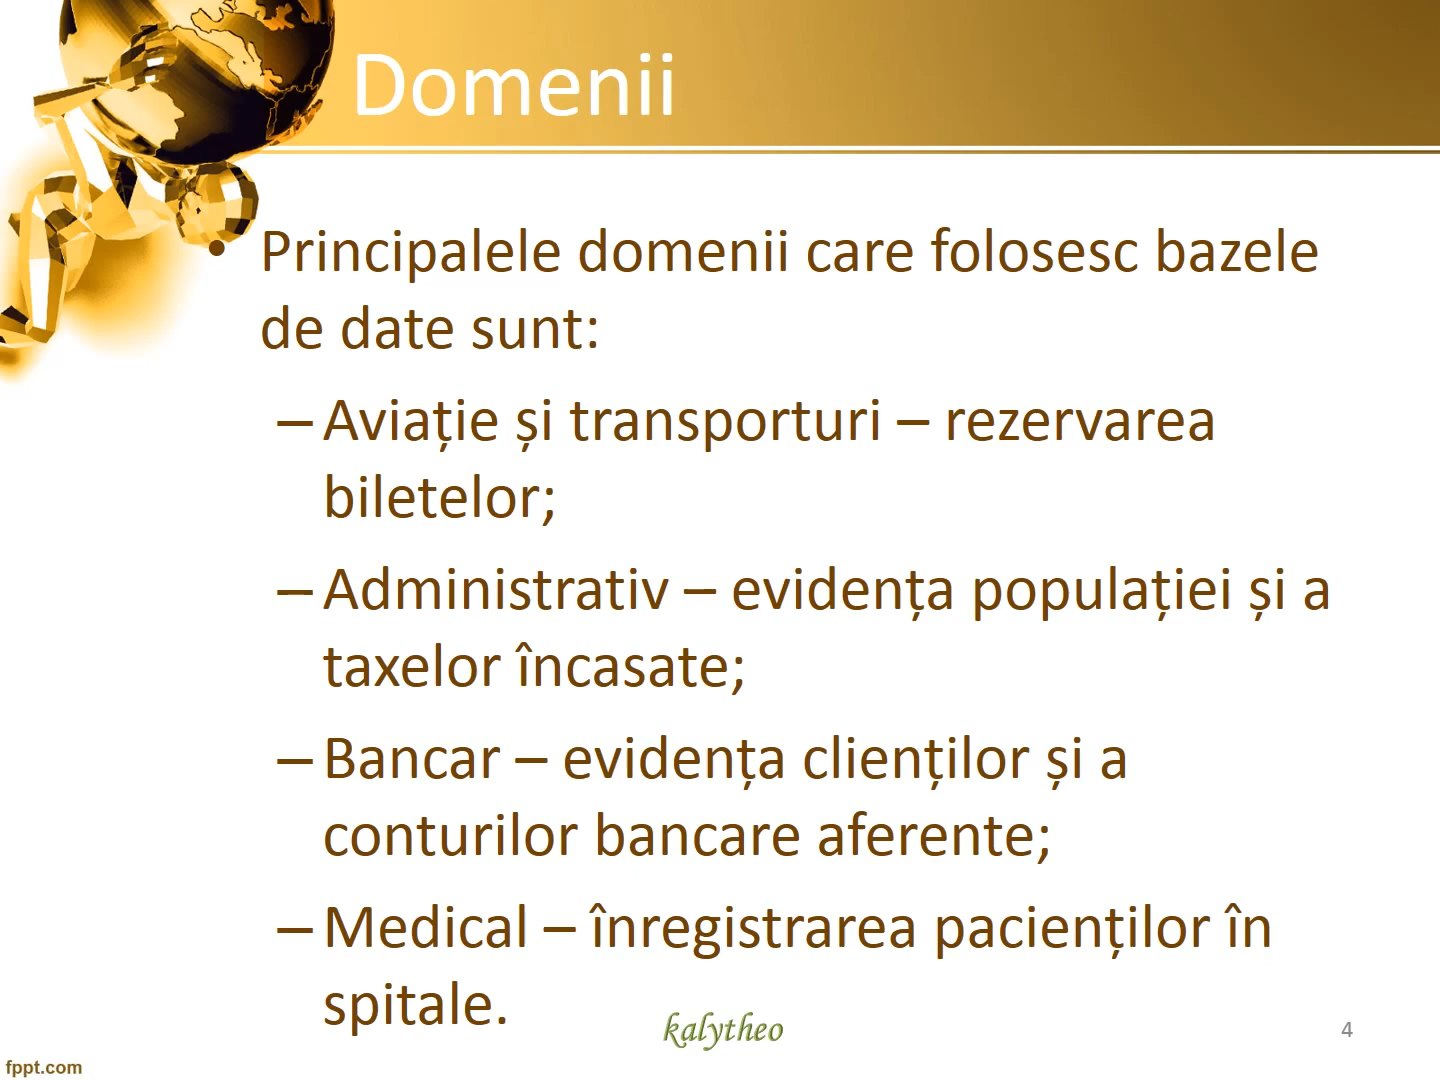 Domenii
• Principalele domenii care folosesc bazele
de date sunt:
– Aviație și transporturi – rezervarea
biletelor;
– Administrativ – evidența populației și a
taxelor încasate;
– Bancar – evidența clienților și a
conturilor bancare aferente;
– Medical – înregistrarea pacienților în
spitale.
kalytheo
4
fppt.com